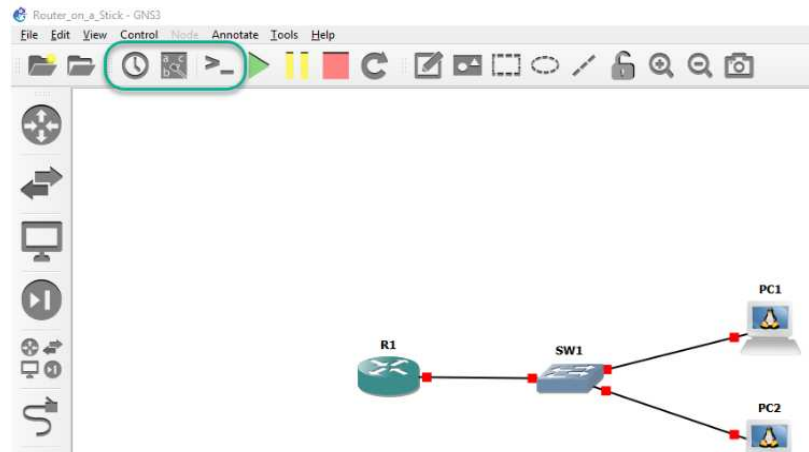 Router_on_a_Stick - GNS3
File Edit View Control Node Annotate Tools Help
PC1
R1
SW1
PC2